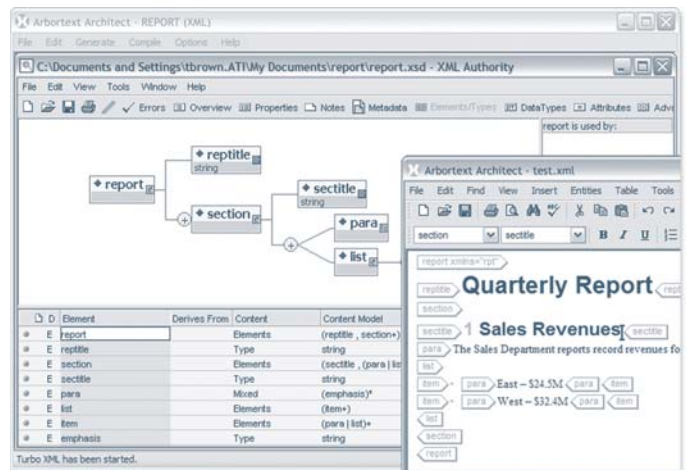 Arbortext Architect - REPORT (XML)
File Edit Generate Compile Options Help
C:\Documents and Settings\tbrown.ATI\My Documents\report\report.xsd - XML Authority
File Edit View Tools Window Help
Errors Overview Properties Notes Metadata Elements/Types DataTypes Attributes Adva
report is used by:
reptitle
string
report
section
sectitle
string
para
list
D Element Derives From Content Content Model
E report Elements (reptitle , section+)
E reptitle Type string
E section Elements (sectitle , (para | lis
E sectitle Type string
E para Mixed (emphasis)*
E list Elements (item+)
E item Elements (para | list)+
E emphasis Type string
Turbo XML has been started.
Arbortext Architect - test.xml
File Edit Find View Insert Entities Table Tools
section sectitle B I U
report xmlns="rpt"
reptitle Quarterly Report rept
section
sectitle 1 Sales Revenues sectitle
para The Sales Department reports record revenues fo
list
item - para East – $24.5M para item
item - para West – $32.4M para item
list
section
report